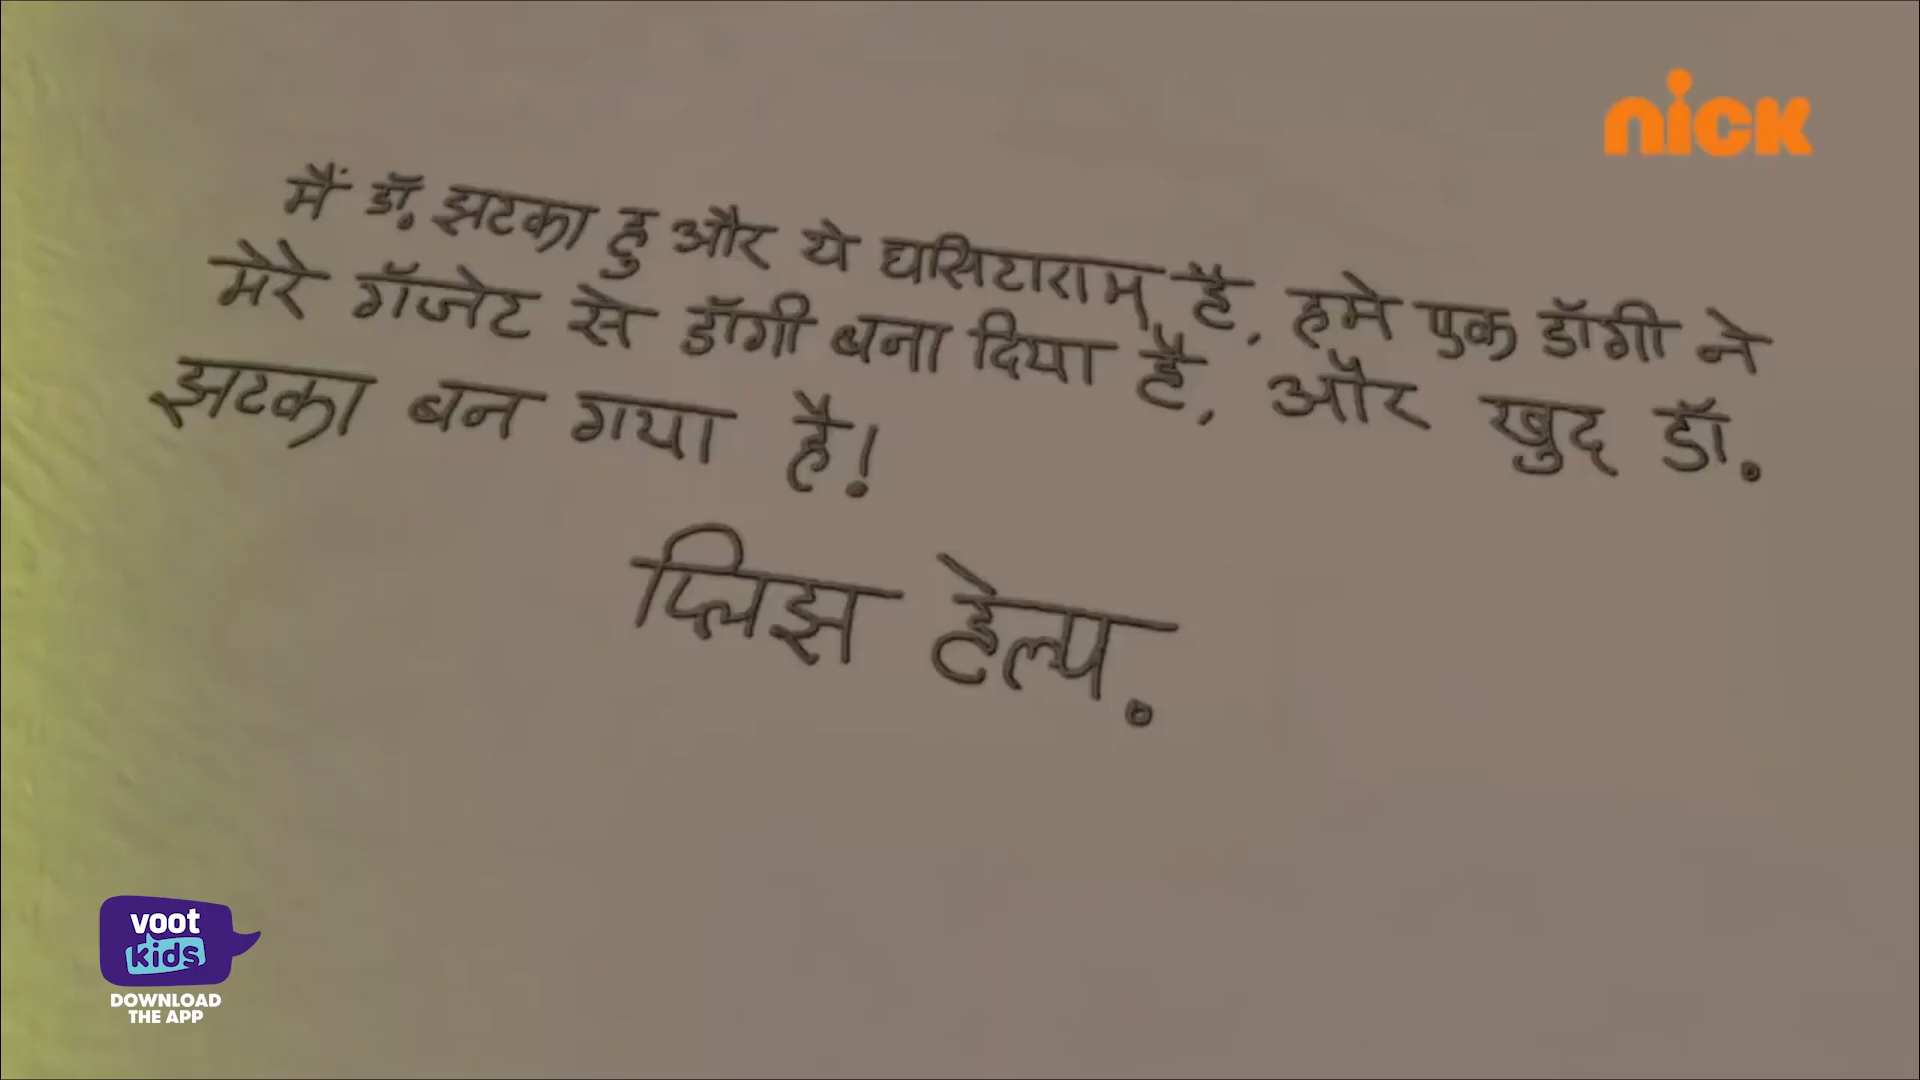 nick
मैं डॉ. झटका हु और ये घसिटाराम है, हमे एक डॉगी ने
मेरे गॅजेट से डॉगी बना दिया है, और खुद डॉ.
झटका बन गया है!
प्लिझ हेल्प.
voot
kids
DOWNLOAD
THE APP